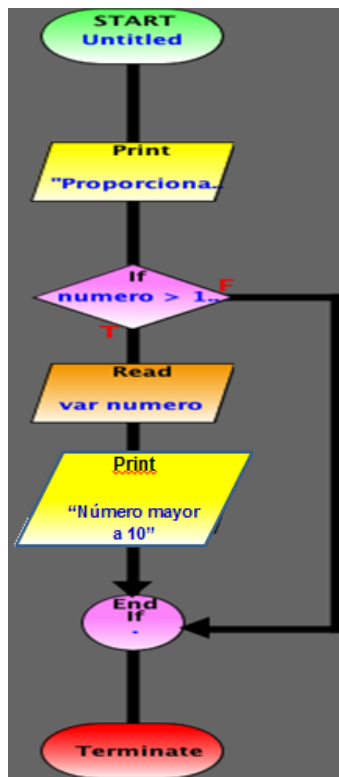 START
Untitled
Print
"Proporciona..
If
F
numero > 1..
T
Read
var numero
Print
“Número mayor
a 10”
End
If
-
Terminate